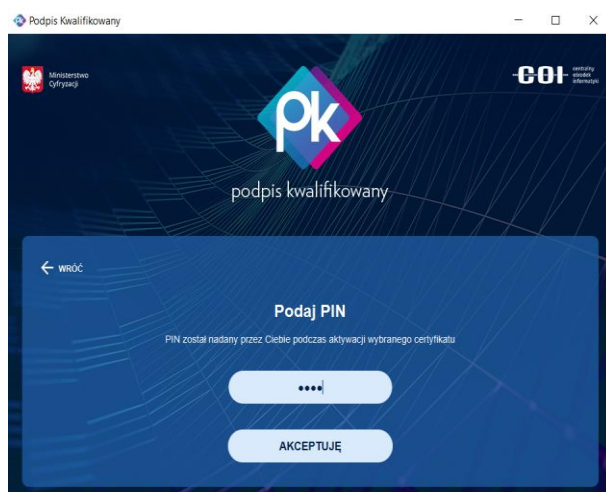 Podpis Kwalifikowany
Ministerstwo
Cyfryzacji
COI
centralny
ośrodek
informatyki
pk
podpis kwalifikowany
← WRÓĆ
Podaj PIN
PIN został nadany przez Ciebie podczas aktywacji wybranego certyfikatu
••••
AKCEPTUJĘ